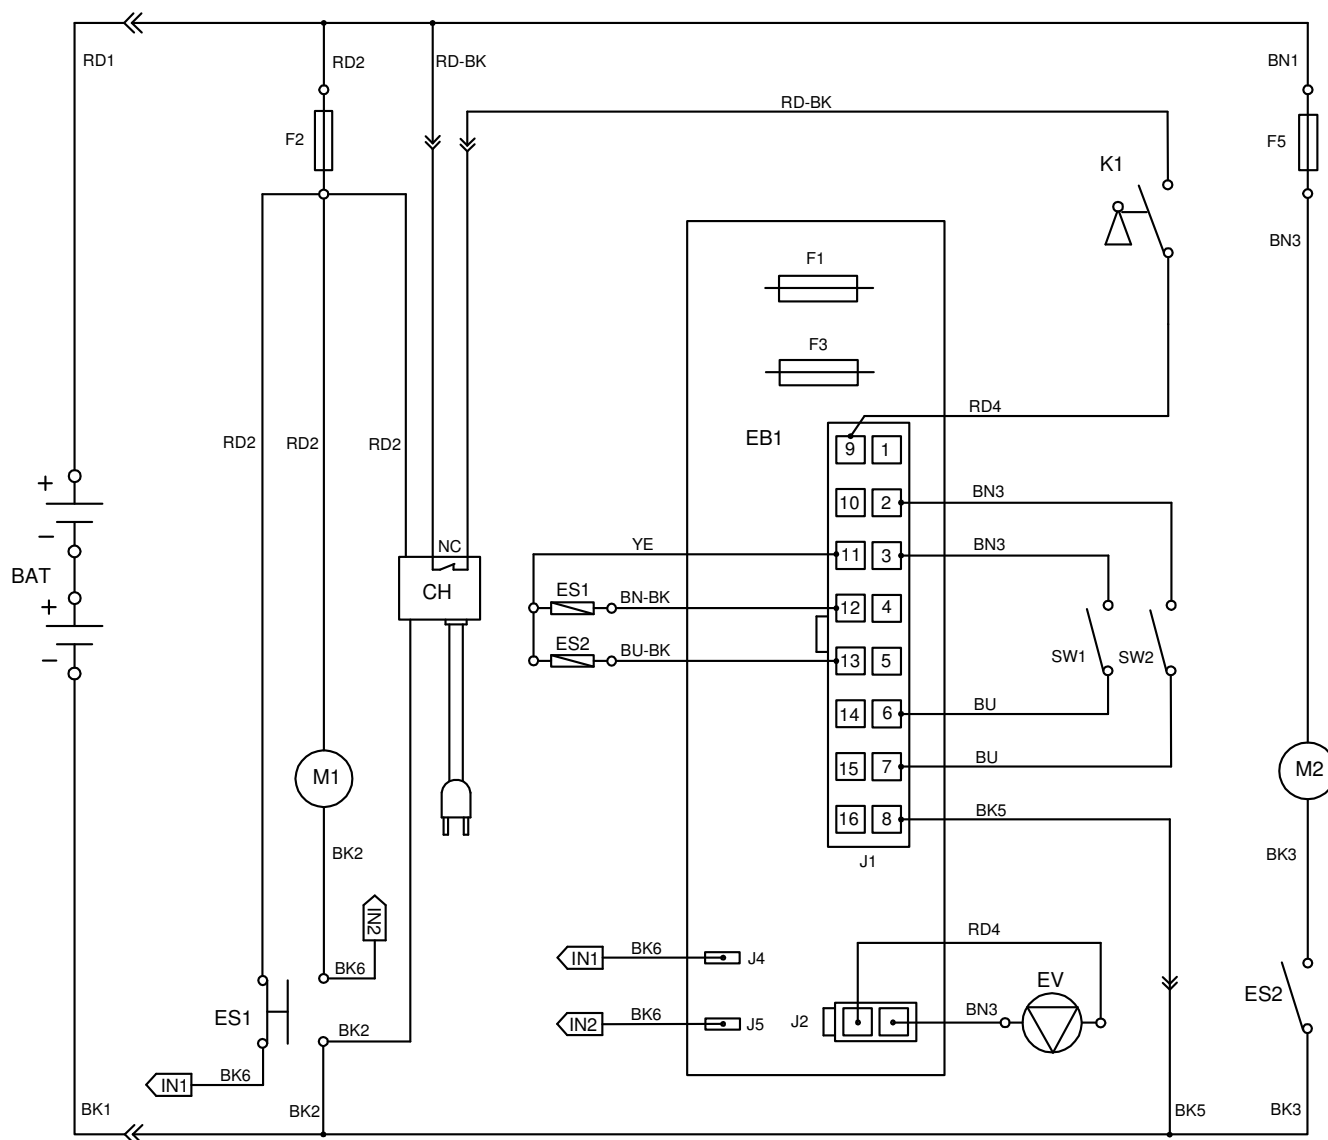 RD1
RD2
RD-BK
BN1
RD-BK
F2
F5
K1
BN3
F1
F3
RD4
EB1
RD2
RD2
RD2
9
1
+
10
2
BN3
−
NC
YE
11
3
BN3
BAT
CH
ES1
BN-BK
12
4
+
ES2
BU-BK
13
5
SW1
SW2
−
14
6
BU
15
7
BU
M1
M2
16
8
BK5
J1
BK2
BK3
IN2
BK6
IN1
BK6
J4
RD4
EV
ES2
ES1
BK2
IN2
BK6
J5
J2
BN3
IN1
BK6
BK1
BK2
BK5
BK3